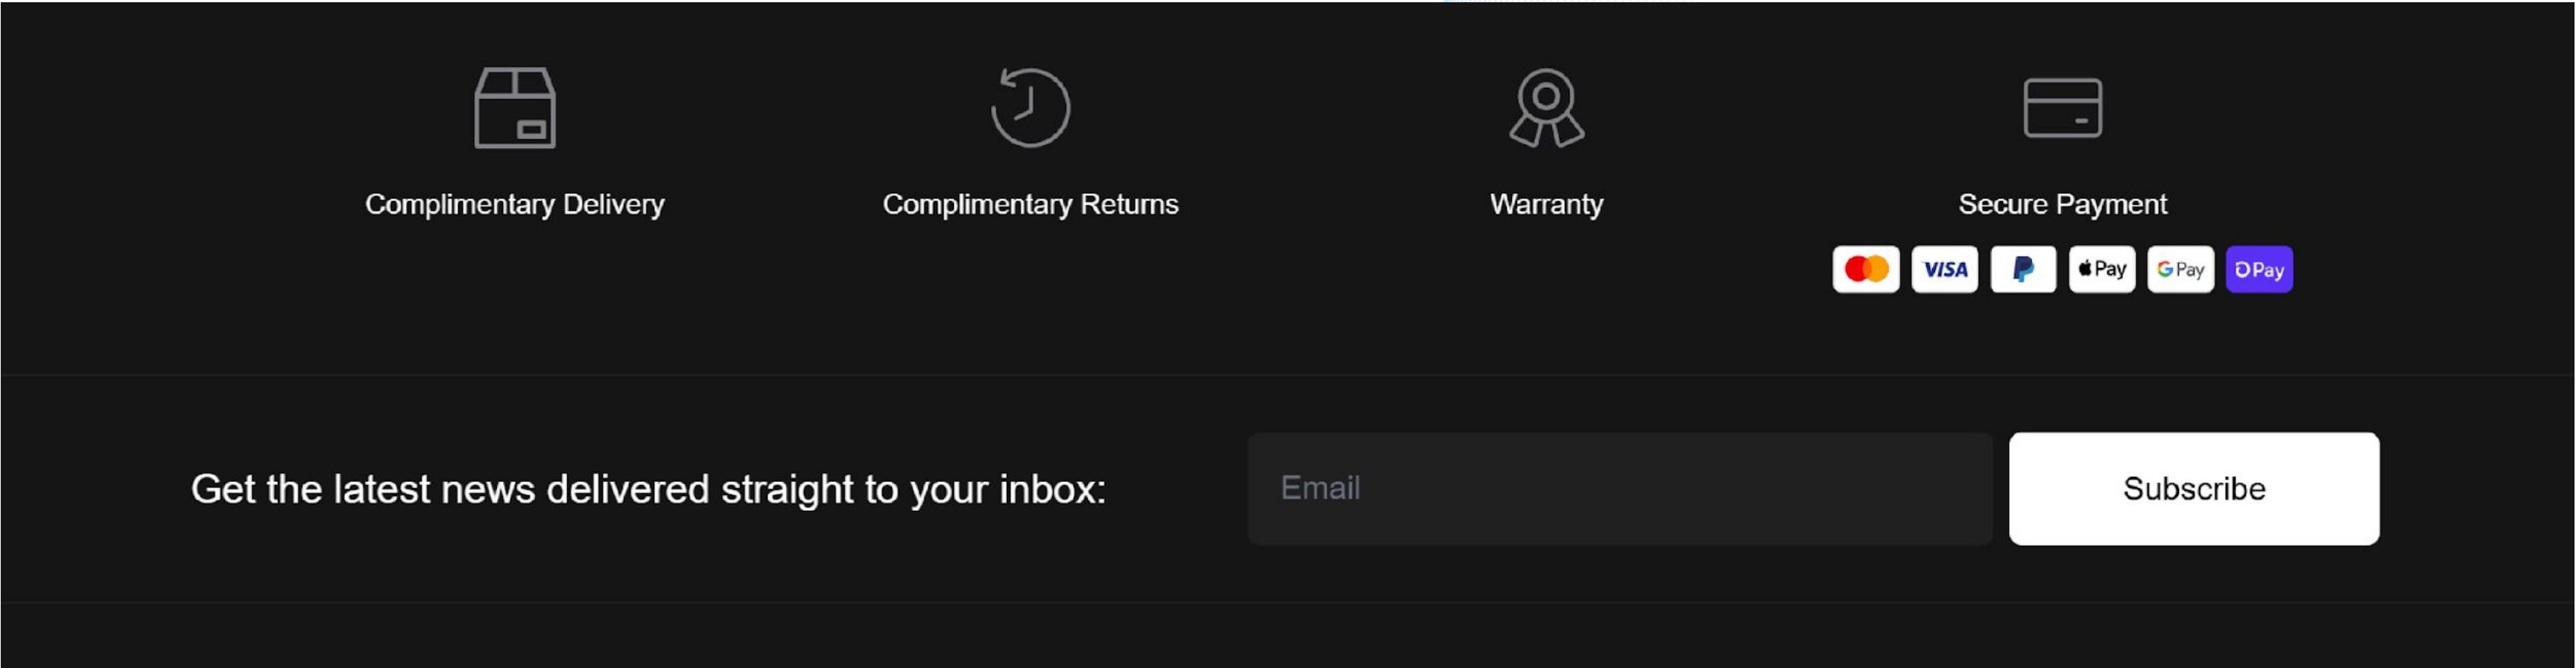 Complimentary Delivery
Complimentary Returns
Warranty
Secure Payment
VISA
Pay
G Pay
Pay
Get the latest news delivered straight to your inbox:
Email
Subscribe